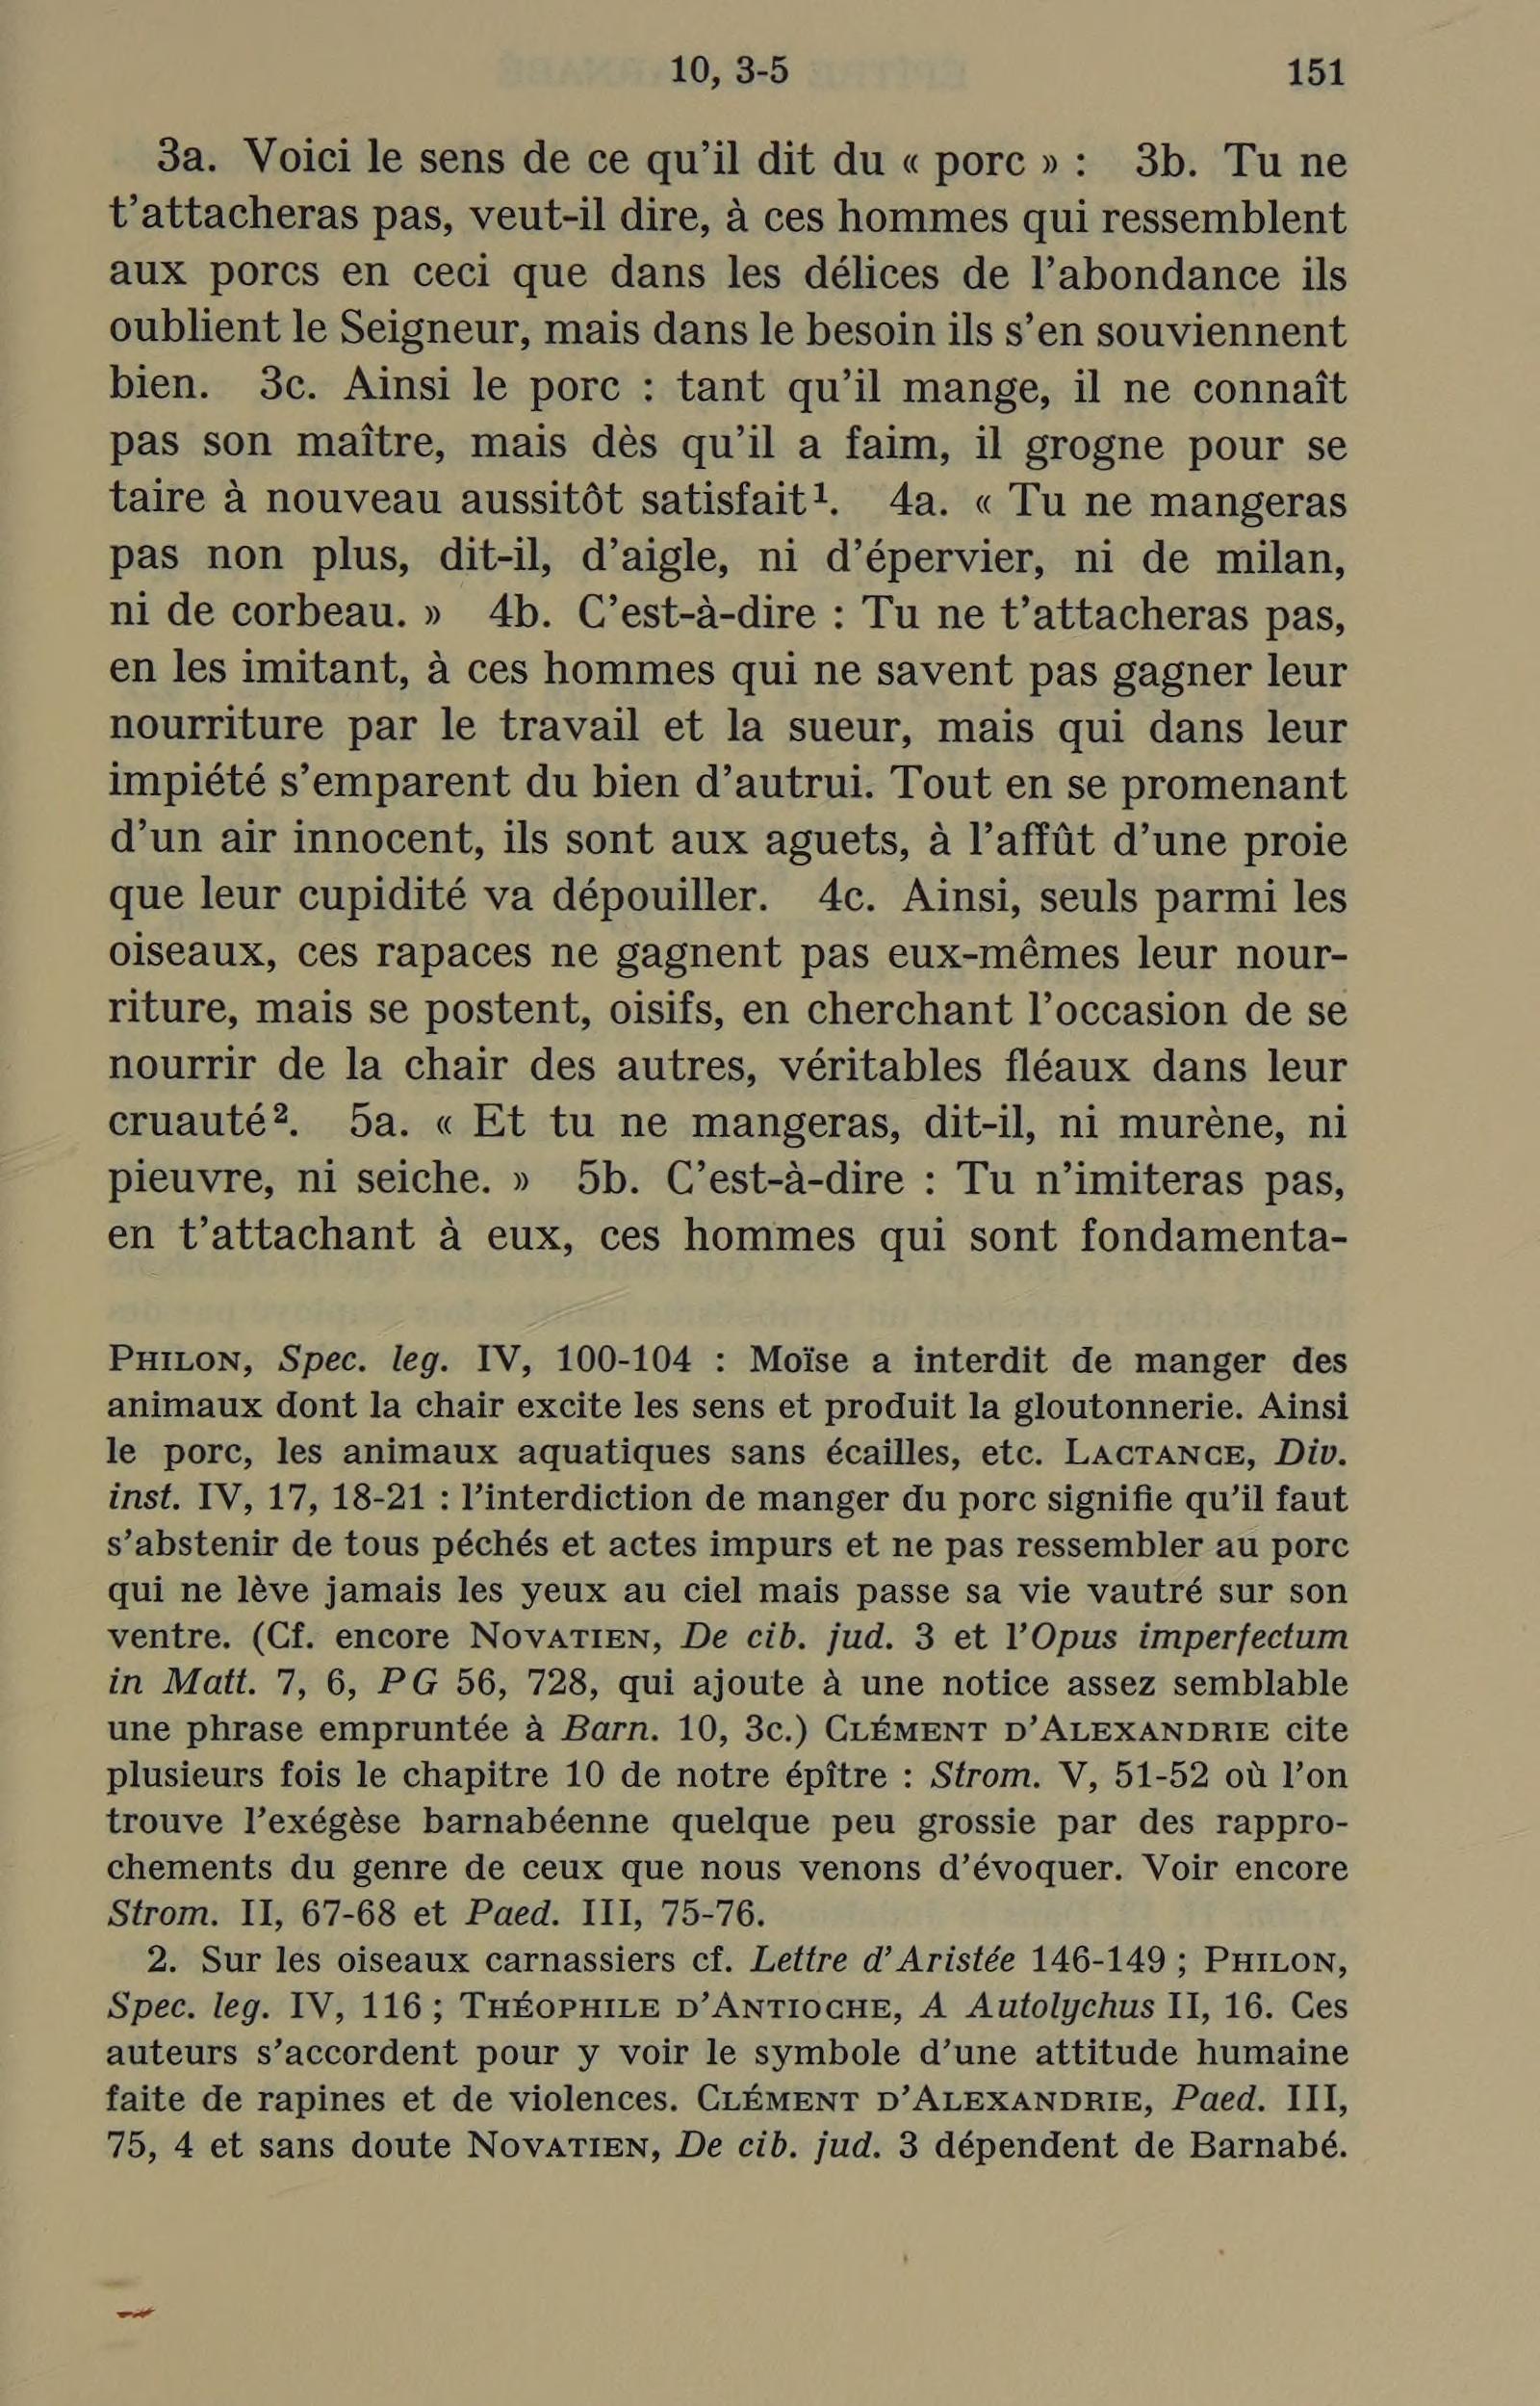 10, 3-5 151
3a. Voici le sens de ce qu'il dit du « porc » : 3b. Tu ne
t'attacheras pas, veut-il dire, à ces hommes qui ressemblent
aux porcs en ceci que dans les délices de l'abondance ils
oublient le Seigneur, mais dans le besoin ils s'en souviennent
bien. 3c. Ainsi le porc : tant qu'il mange, il ne connaît
pas son maître, mais dès qu'il a faim, il grogne pour se
taire à nouveau aussitôt satisfait¹. 4a. « Tu ne mangeras
pas non plus, dit-il, d'aigle, ni d'épervier, ni de milan,
ni de corbeau. » 4b. C'est-à-dire : Tu ne t'attacheras pas,
en les imitant, à ces hommes qui ne savent pas gagner leur
nourriture par le travail et la sueur, mais qui dans leur
impiété s'emparent du bien d'autrui. Tout en se promenant
d'un air innocent, ils sont aux aguets, à l'affût d'une proie
que leur cupidité va dépouiller. 4c. Ainsi, seuls parmi les
oiseaux, ces rapaces ne gagnent pas eux-mêmes leur nour-
riture, mais se postent, oisifs, en cherchant l'occasion de se
nourrir de la chair des autres, véritables fléaux dans leur
cruauté². 5a. « Et tu ne mangeras, dit-il, ni murène, ni
pieuvre, ni seiche. » 5b. C'est-à-dire : Tu n'imiteras pas,
en t'attachant à eux, ces hommes qui sont fondamenta-
PHILON, Spec. leg. IV, 100-104 : Moïse a interdit de manger des
animaux dont la chair excite les sens et produit la gloutonnerie. Ainsi
le porc, les animaux aquatiques sans écailles, etc. LACTANCE, Div.
inst. IV, 17, 18-21 : l'interdiction de manger du porc signifie qu'il faut
s'abstenir de tous péchés et actes impurs et ne pas ressembler au porc
qui ne lève jamais les yeux au ciel mais passe sa vie vautré sur son
ventre. (Cf. encore NOVATIEN, De cib. jud. 3 et l'Opus imperfectum
in Matt. 7, 6, PG 56, 728, qui ajoute à une notice assez semblable
une phrase empruntée à Barn. 10, 3c.) CLÉMENT D'ALEXANDRIE cite
plusieurs fois le chapitre 10 de notre épître : Strom. V, 51-52 où l'on
trouve l'exégèse barnabéenne quelque peu grossie par des rappro-
chements du genre de ceux que nous venons d'évoquer. Voir encore
Strom. II, 67-68 et Paed. III, 75-76.
2. Sur les oiseaux carnassiers cf. Lettre d'Aristée 146-149 ; PHILON,
Spec. leg. IV, 116 ; THÉOPHILE D'ANTIOCHE, A Autolychus II, 16. Ces
auteurs s'accordent pour y voir le symbole d'une attitude humaine
faite de rapines et de violences. CLÉMENT D'ALEXANDRIE, Paed. III,
75, 4 et sans doute NOVATIEN, De cib. jud. 3 dépendent de Barnabé.